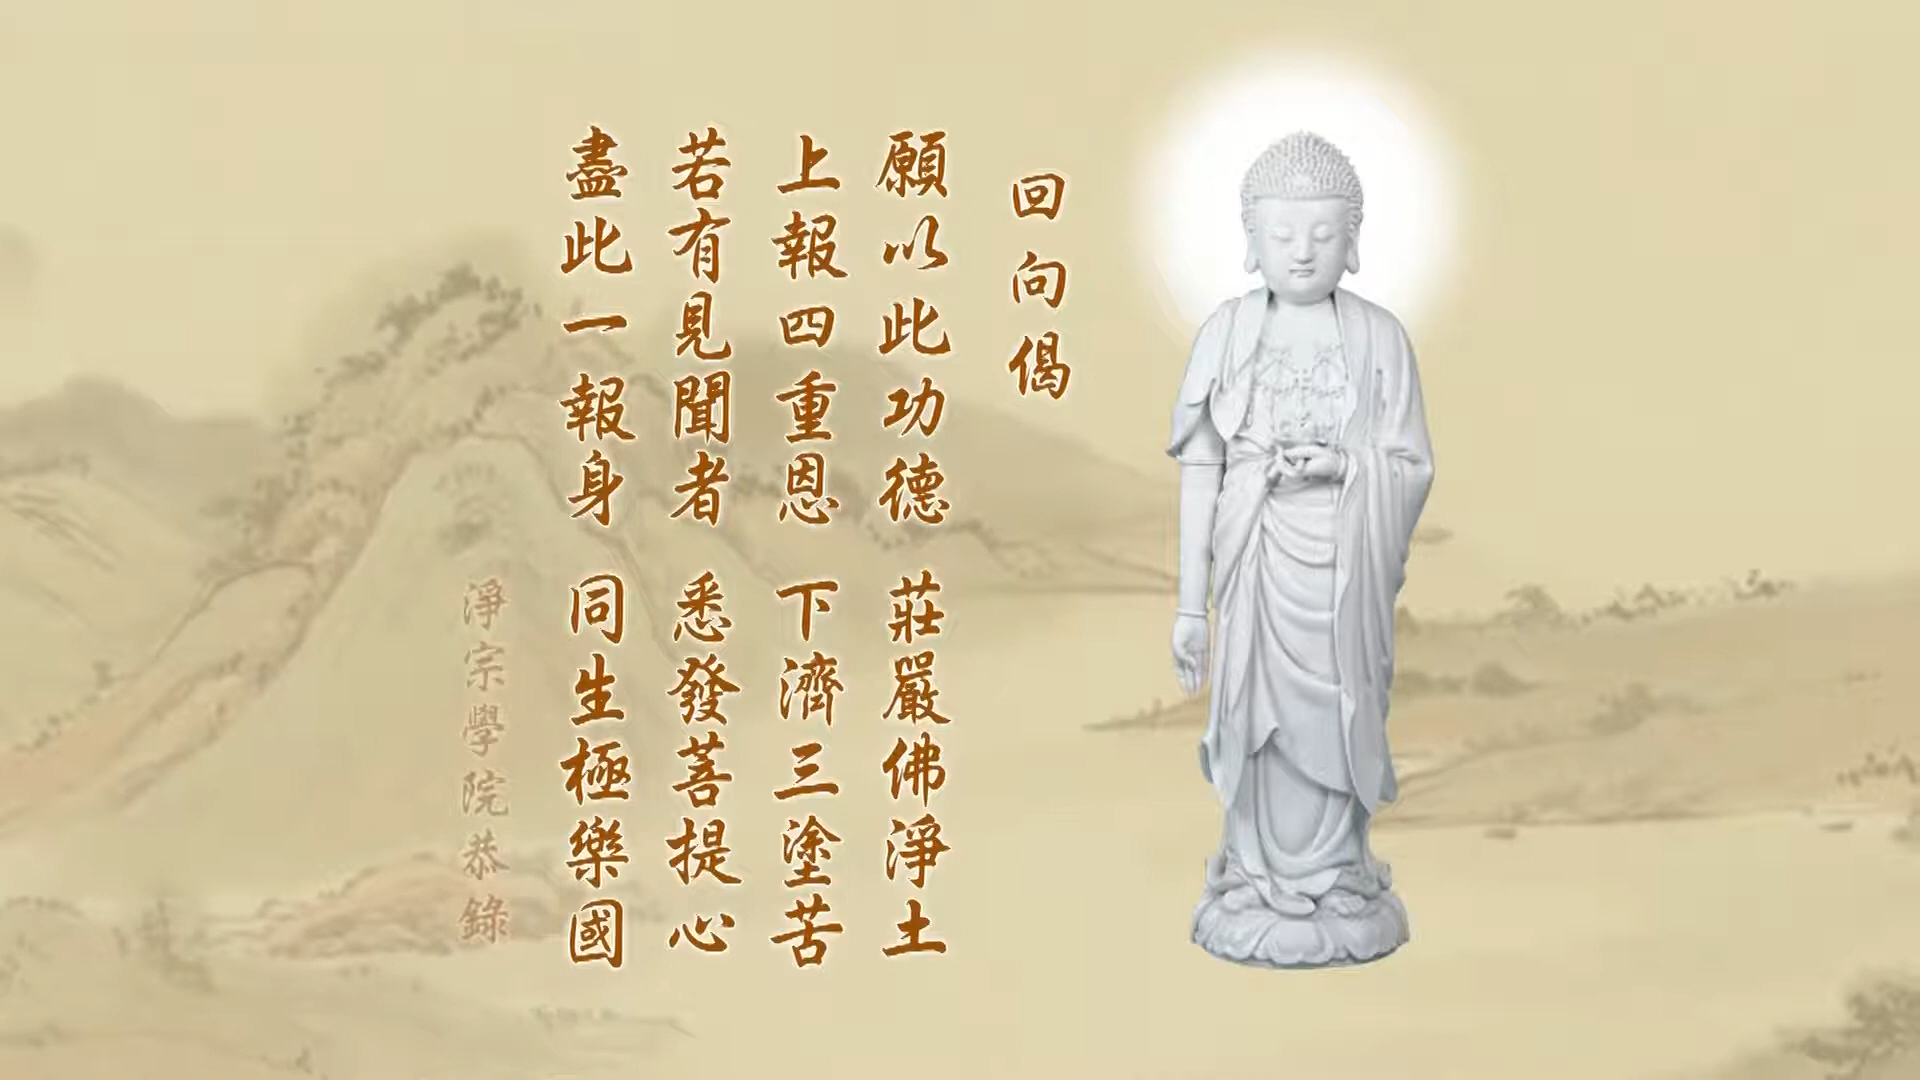 回向偈
願以此功德 莊嚴佛淨土
上報四重恩 下濟三塗苦
若有見聞者 悉發菩提心
盡此一報身 同生極樂國
淨宗學院恭錄